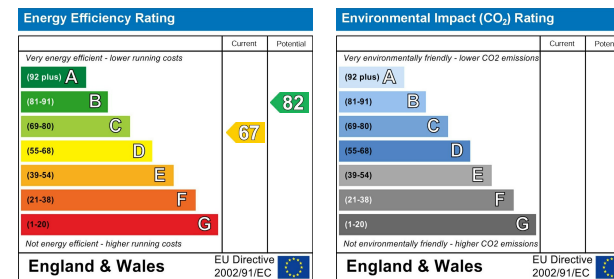 Energy Efficiency Rating
Current Potential
Very energy efficient - lower running costs
(92 plus) A
(81-91) B
(69-80) C
(55-68) D
(39-54) E
(21-38) F
(1-20) G
67
82
Not energy efficient - higher running costs
England & Wales
EU Directive
2002/91/EC
Environmental Impact (CO₂) Rating
Current Poten
Very environmentally friendly - lower CO2 emissions
(92 plus) A
(81-91) B
(69-80) C
(55-68) D
(39-54) E
(21-38) F
(1-20) G
Not environmentally friendly - higher CO2 emissions
England & Wales
EU Directive
2002/91/EC